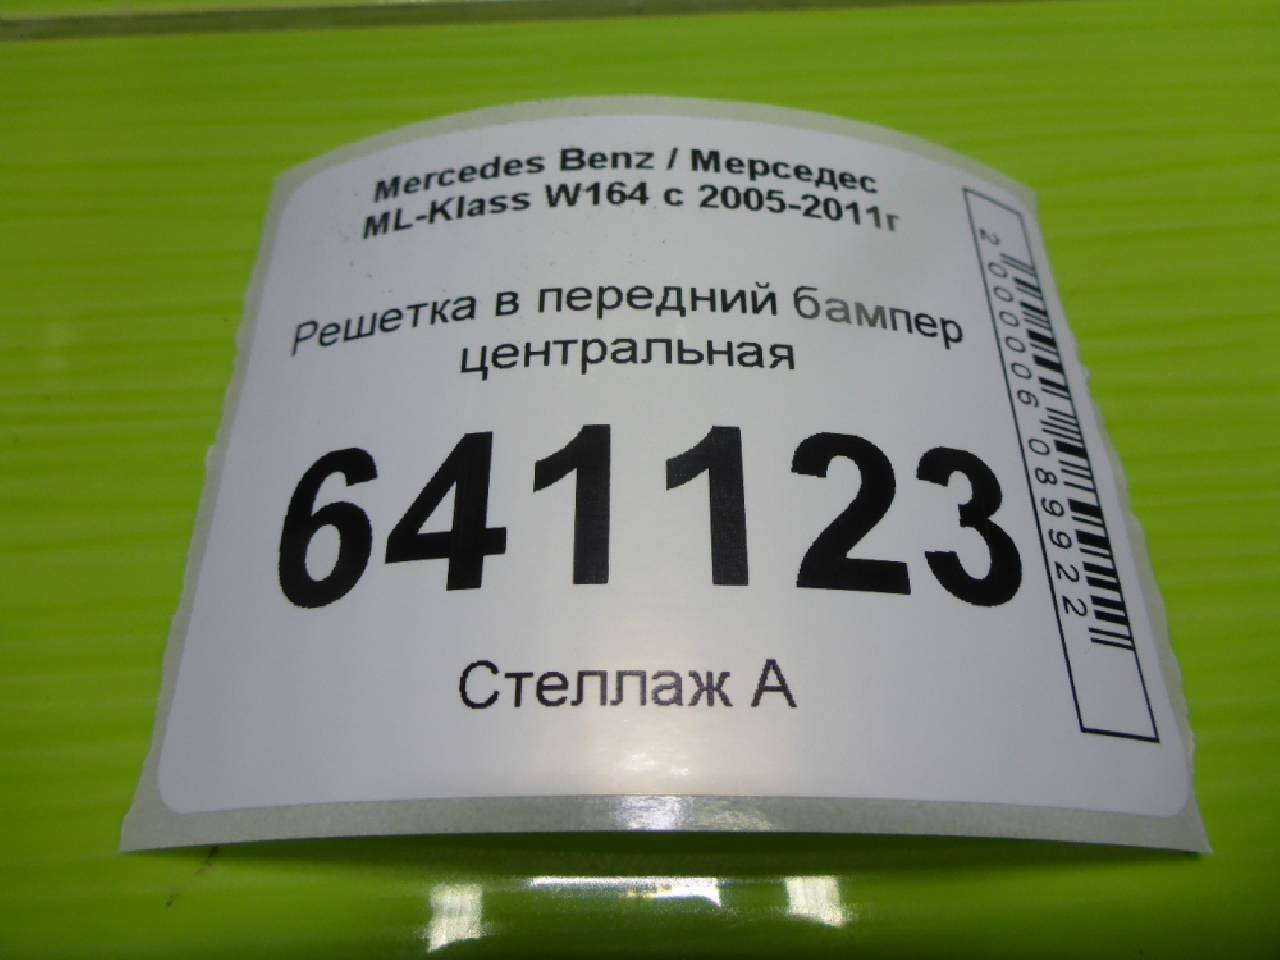 Mercedes Benz / Мерседес
ML-Klass W164 с 2005-2011г
Решетка в передний бампер
центральная
641123
Стеллаж А
2000006089922